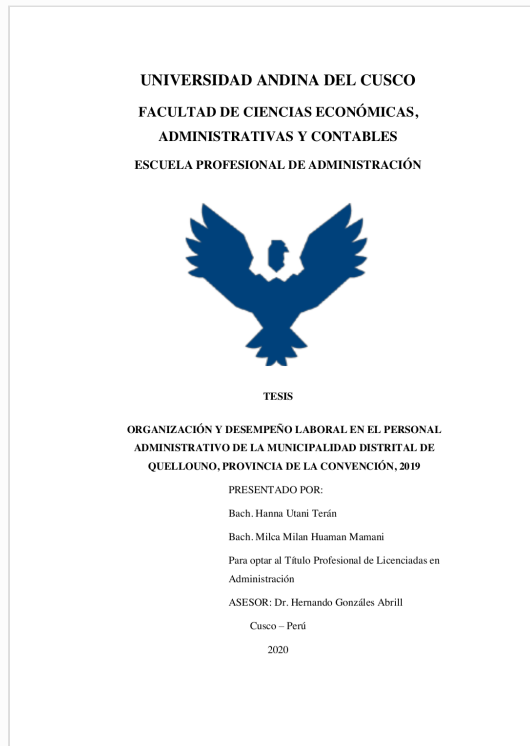 UNIVERSIDAD ANDINA DEL CUSCO
FACULTAD DE CIENCIAS ECONÓMICAS,
ADMINISTRATIVAS Y CONTABLES
ESCUELA PROFESIONAL DE ADMINISTRACIÓN
TESIS
ORGANIZACIÓN Y DESEMPEÑO LABORAL EN EL PERSONAL
ADMINISTRATIVO DE LA MUNICIPALIDAD DISTRITAL DE
QUELLOUNO, PROVINCIA DE LA CONVENCIÓN, 2019
PRESENTADO POR:
Bach. Hanna Utani Terán
Bach. Milca Milan Huaman Mamani
Para optar al Título Profesional de Licenciadas en
Administración
ASESOR: Dr. Hernando Gonzáles Abrill
Cusco – Perú
2020